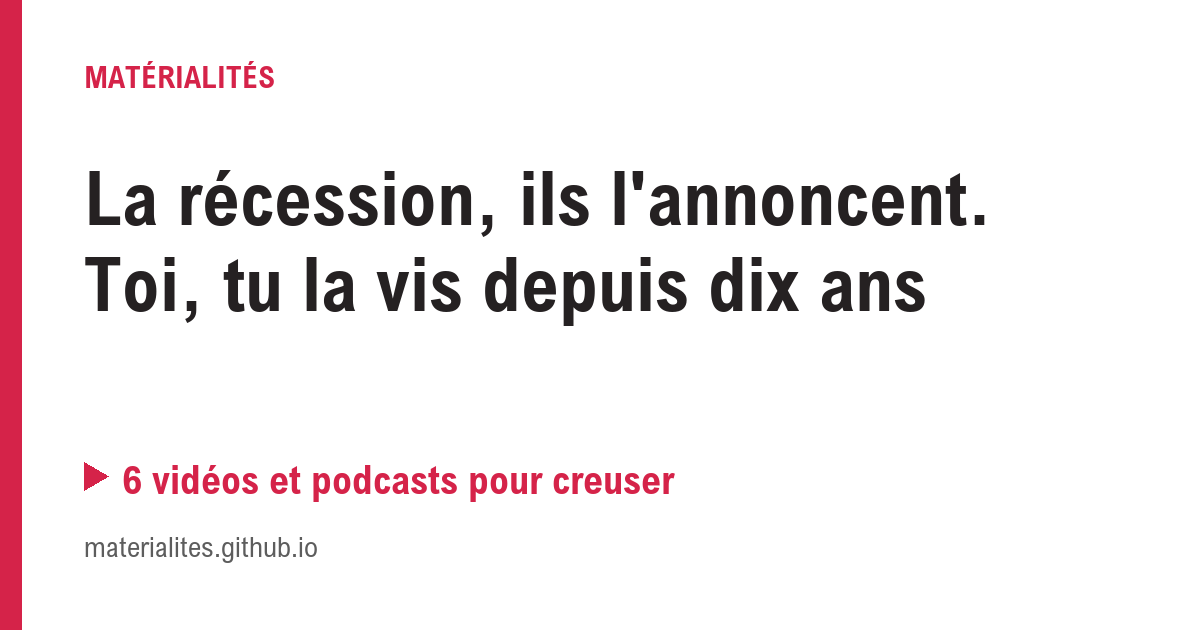 MATÉRIALITÉS
La récession, ils l'annoncent.
Toi, tu la vis depuis dix ans
6 vidéos et podcasts pour creuser
materialites.github.io